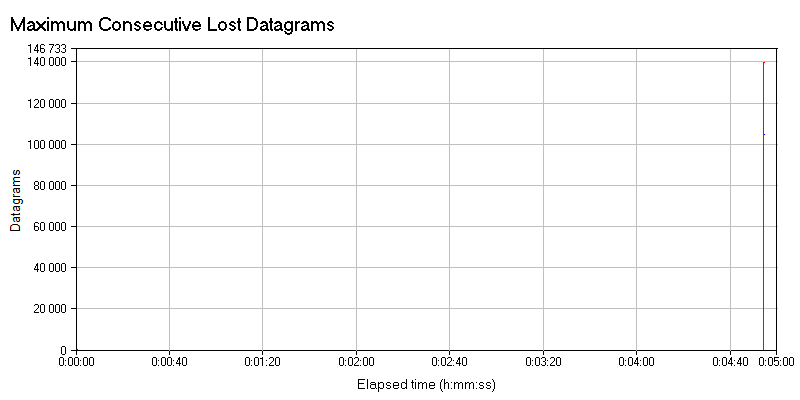 Maximum Consecutive Lost Datagrams
146 733
140 000
120 000
100 000
80 000
60 000
40 000
20 000
0
Datagrams
0:00:00 0:00:40 0:01:20 0:02:00 0:02:40 0:03:20 0:04:00 0:04:40 0:05:00
Elapsed time (h:mm:ss)